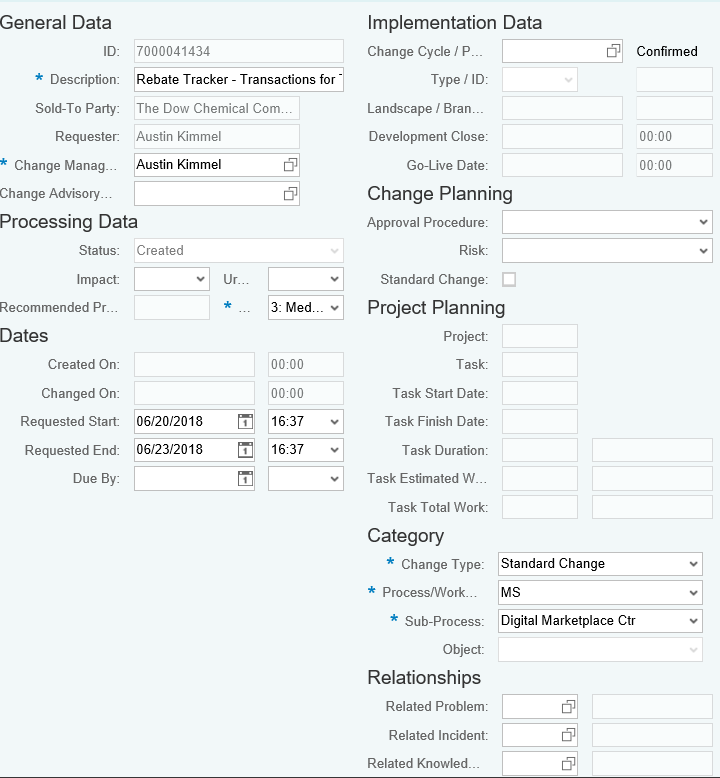 General Data
ID: 7000041434
* Description: Rebate Tracker - Transactions for
Sold-To Party: The Dow Chemical Com...
Requester: Austin Kimmel
* Change Manag... Austin Kimmel
Change Advisory...
Processing Data
Status: Created
Impact: Ur...
Recommended Pr... * ... 3: Med...
Dates
Created On: 00:00
Changed On: 00:00
Requested Start: 06/20/2018 1 16:37
Requested End: 06/23/2018 1 16:37
Due By: 1
Implementation Data
Change Cycle / P... Confirmed
Type / ID:
Landscape / Bran...
Development Close: 00:00
Go-Live Date: 00:00
Change Planning
Approval Procedure:
Risk:
Standard Change:
Project Planning
Project:
Task:
Task Start Date:
Task Finish Date:
Task Duration:
Task Estimated W...
Task Total Work:
Category
* Change Type: Standard Change
* Process/Work... MS
* Sub-Process: Digital Marketplace Ctr
Object:
Relationships
Related Problem:
Related Incident:
Related Knowled...